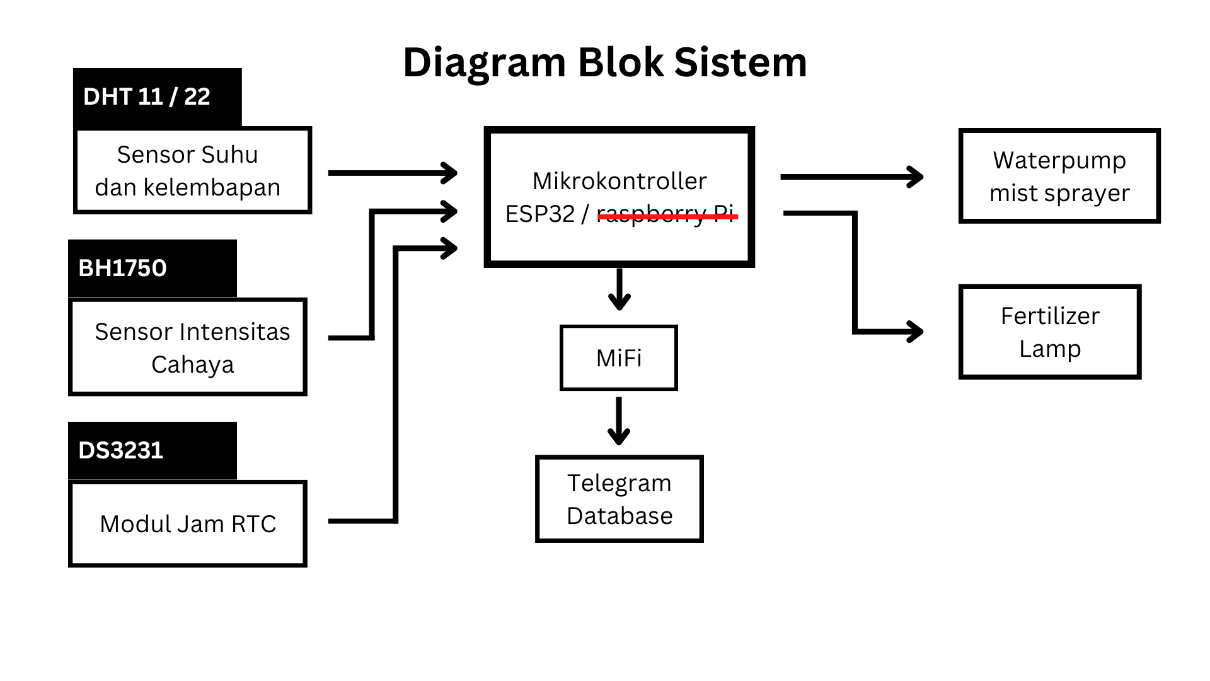 Diagram Blok Sistem
DHT 11 / 22
Sensor Suhu
dan kelembapan
BH1750
Sensor Intensitas
Cahaya
DS3231
Modul Jam RTC
Mikrokontroller
ESP32 / raspberry Pi
MiFi
Telegram
Database
Waterpump
mist sprayer
Fertilizer
Lamp